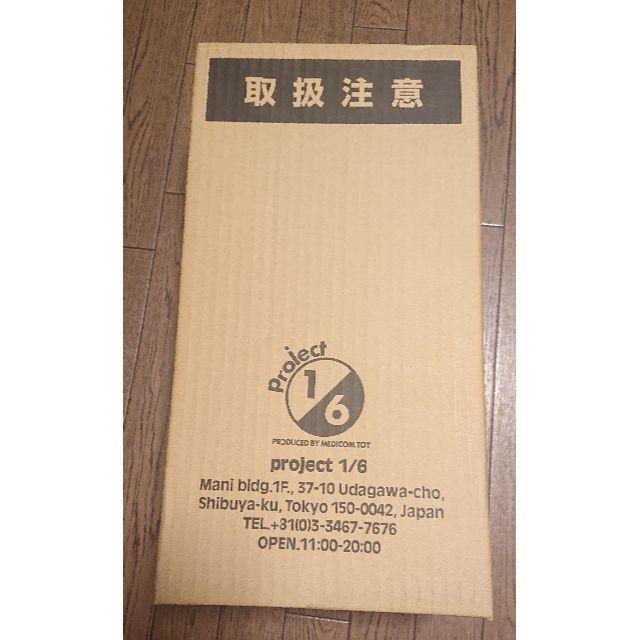 取扱注意
project
1/6
PRODUCED BY MEDICOM TOY
project 1/6
Mani bldg.1F., 37-10 Udagawa-cho,
Shibuya-ku, Tokyo 150-0042, Japan
TEL.+81(0)3-3467-7676
OPEN.11:00-20:00